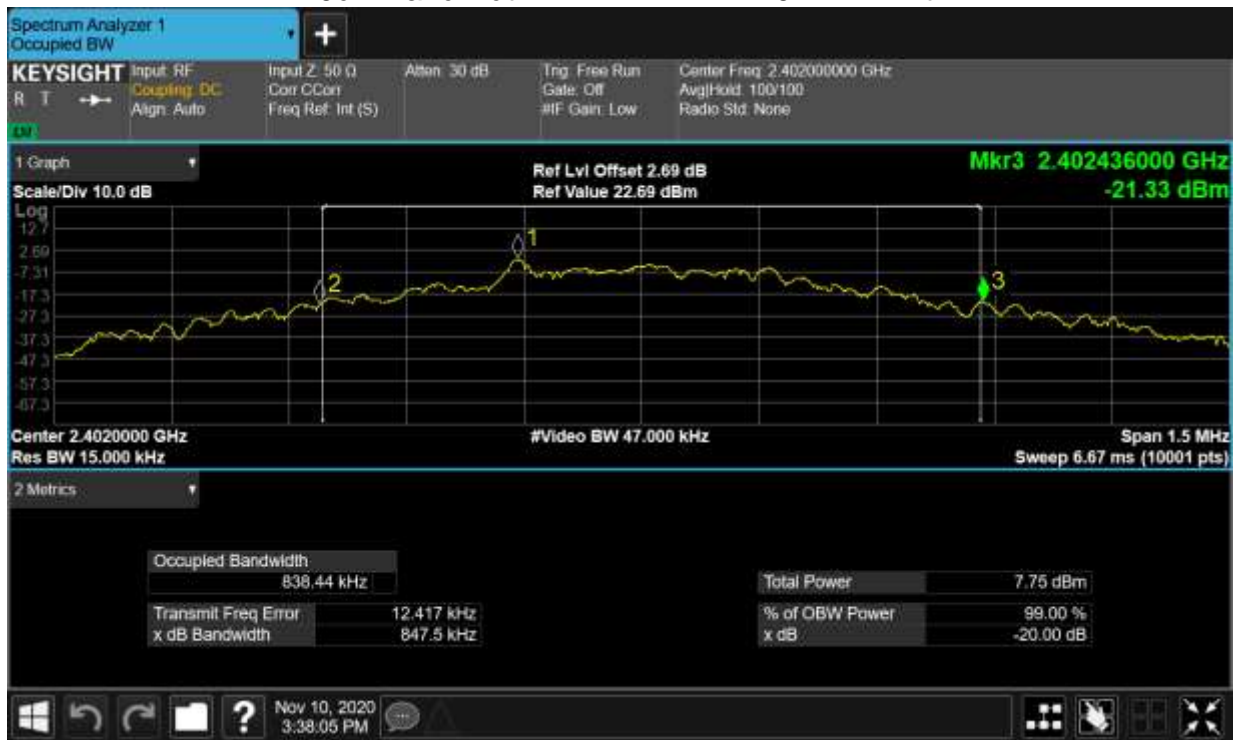 Spectrum Analyzer 1
Occupied BW
+
KEYSIGHT Input: RF Input Z: 50 Ω Atten: 30 dB Trig: Free Run Center Freq: 2.402000000 GHz
R T Coupling: DC Corr CCorr Gate: Off Avg|Hold: 100/100
Align: Auto Freq Ref: Int (S) #IF Gain: Low Radio Std: None
1 Graph
Scale/Div 10.0 dB
Ref Lvl Offset 2.69 dB
Ref Value 22.69 dBm
Mkr3 2.402436000 GHz
-21.33 dBm
Log
12.7
2.69
-7.31
-17.3
-27.3
-37.3
-47.3
-57.3
-67.3
1
2
3
Center 2.4020000 GHz #Video BW 47.000 kHz Span 1.5 MHz
Res BW 15.000 kHz Sweep 6.67 ms (10001 pts)
2 Metrics
Occupied Bandwidth
838.44 kHz
Total Power 7.75 dBm
Transmit Freq Error 12.417 kHz % of OBW Power 99.00 %
x dB Bandwidth 847.5 kHz x dB -20.00 dB
?
Nov 10, 2020
3:38:05 PM